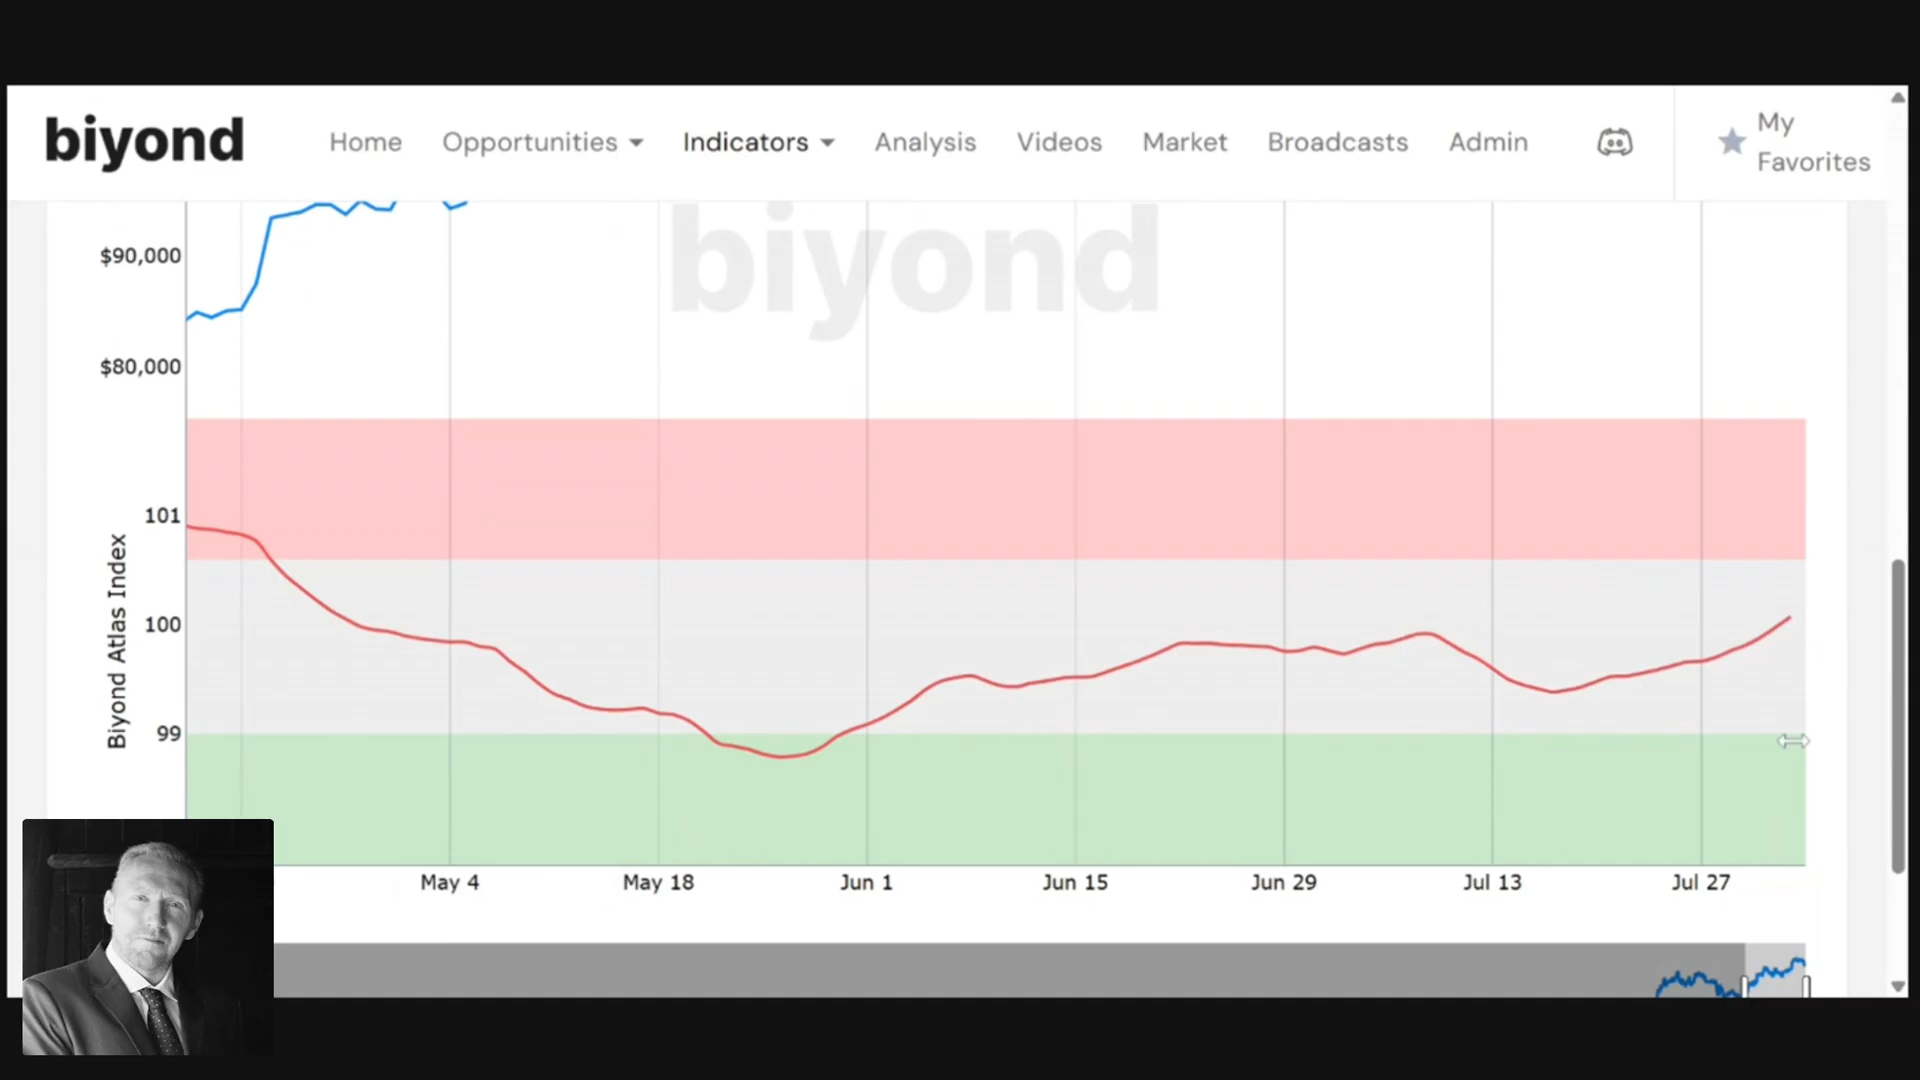 biyond
Home Opportunities Indicators Analysis Videos Market Broadcasts Admin
My
Favorites
biyond
$90,000
$80,000
101
100
99
Biyond Atlas Index
May 4 May 18 Jun 1 Jun 15 Jun 29 Jul 13 Jul 27